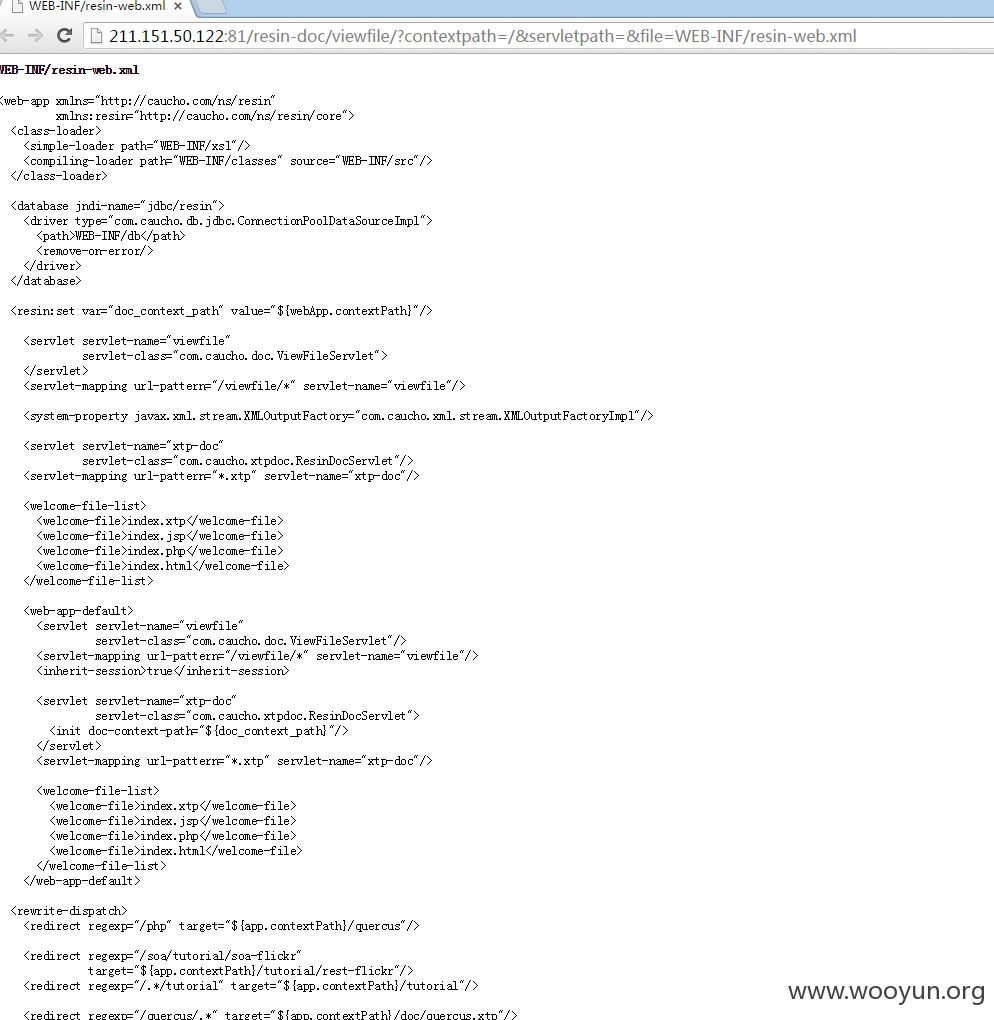 WEB-INF/resin-web.xml
211.151.50.122:81/resin-doc/viewfile/?contextpath=/&servletpath=&file=WEB-INF/resin-web.xml
WEB-INF/resin-web.xml
<web-app xmlns="http://caucho.com/ns/resin"
xmlns:resin="http://caucho.com/ns/resin/core">
<class-loader>
<simple-loader path="WEB-INF/xsl"/>
<compiling-loader path="WEB-INF/classes" source="WEB-INF/src"/>
</class-loader>
<database jndi-name="jdbc/resin">
<driver type="com.caucho.db.jdbc.ConnectionPoolDataSourceImpl">
<path>WEB-INF/db</path>
<remove-on-error/>
</driver>
</database>
<resin:set var="doc_context_path" value="${webApp.contextPath}"/>
<servlet servlet-name="viewfile"
servlet-class="com.caucho.doc.ViewFileServlet">
</servlet>
<servlet-mapping url-pattern="/viewfile/*" servlet-name="viewfile"/>
<system-property javax.xml.stream.XMLOutputFactory="com.caucho.xml.stream.XMLOutputFactoryImpl"/>
<servlet servlet-name="xtp-doc"
servlet-class="com.caucho.xtpdoc.ResinDocServlet"/>
<servlet-mapping url-pattern="*.xtp" servlet-name="xtp-doc"/>
<welcome-file-list>
<welcome-file>index.xtp</welcome-file>
<welcome-file>index.jsp</welcome-file>
<welcome-file>index.php</welcome-file>
<welcome-file>index.html</welcome-file>
</welcome-file-list>
<web-app-default>
<servlet servlet-name="viewfile"
servlet-class="com.caucho.doc.ViewFileServlet"/>
<servlet-mapping url-pattern="/viewfile/*" servlet-name="viewfile"/>
<inherit-session>true</inherit-session>
<servlet servlet-name="xtp-doc"
servlet-class="com.caucho.xtpdoc.ResinDocServlet">
<init doc-context-path="${doc_context_path}"/>
</servlet>
<servlet-mapping url-pattern="*.xtp" servlet-name="xtp-doc"/>
<welcome-file-list>
<welcome-file>index.xtp</welcome-file>
<welcome-file>index.jsp</welcome-file>
<welcome-file>index.php</welcome-file>
<welcome-file>index.html</welcome-file>
</welcome-file-list>
</web-app-default>
<rewrite-dispatch>
<redirect regexp="/php" target="${app.contextPath}/quercus"/>
<redirect regexp="/soa/tutorial/soa-flickr"
target="${app.contextPath}/tutorial/rest-flickr"/>
<redirect regexp="/.*/tutorial" target="${app.contextPath}/tutorial"/>
<redirect regexp="/quercus/.*" target="${app.contextPath}/doc/quercus.xtp"/>
www.wooyun.org